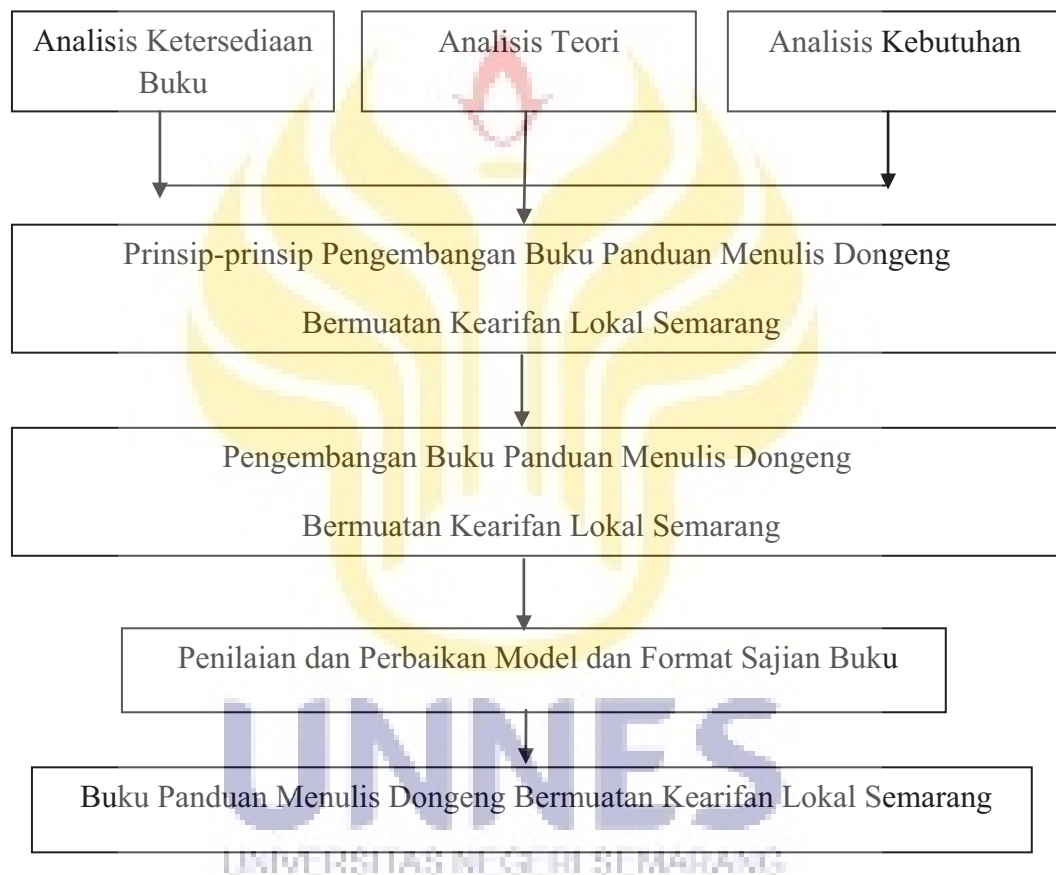 Analisis Ketersediaan
Buku
Analisis Teori
Analisis Kebutuhan
Prinsip-prinsip Pengembangan Buku Panduan Menulis Dongeng
Bermuatan Kearifan Lokal Semarang
Pengembangan Buku Panduan Menulis Dongeng
Bermuatan Kearifan Lokal Semarang
Penilaian dan Perbaikan Model dan Format Sajian Buku
UNNES
Buku Panduan Menulis Dongeng Bermuatan Kearifan Lokal Semarang
UNIVERSITAS NEGERI SEMARANG